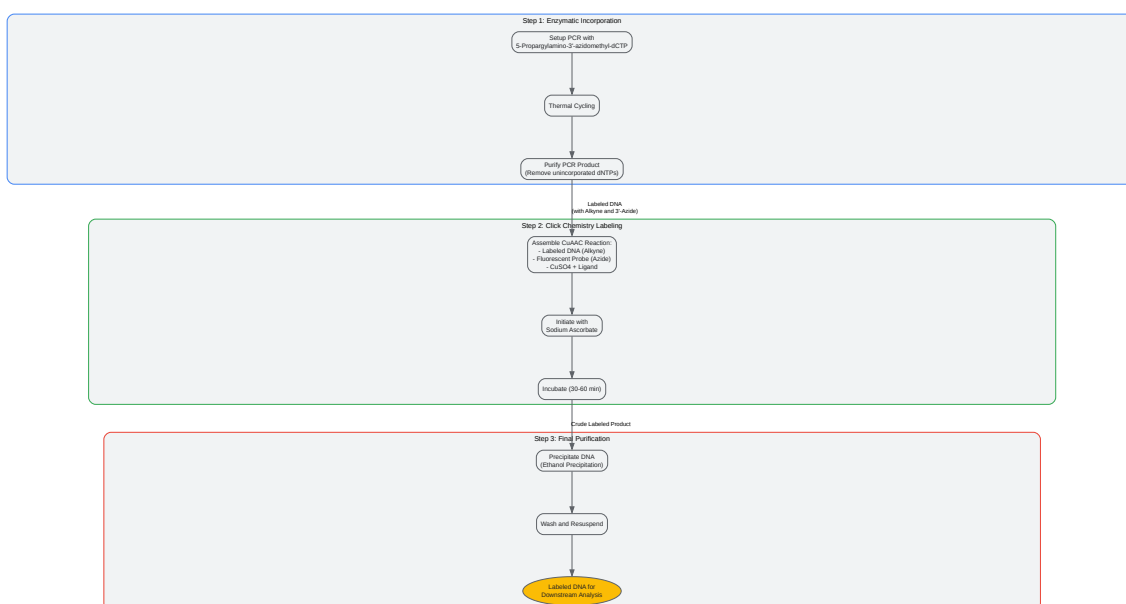 Step 1: Enzymatic Incorporation
Setup PCR with
5-Propargylamino-3'-azidomethyl-dCTP
Thermal Cycling
Purify PCR Product
(Remove unincorporated dNTPs)
Labeled DNA
(with Alkyne and 3'-Azide)
Step 2: Click Chemistry Labeling
Assemble CuAAC Reaction:
- Labeled DNA (Alkyne)
- Fluorescent Probe (Azide)
- CuSO4 + Ligand
Initiate with
Sodium Ascorbate
Incubate (30-60 min)
Crude Labeled Product
Step 3: Final Purification
Precipitate DNA
(Ethanol Precipitation)
Wash and Resuspend
Labeled DNA for
Downstream Analysis